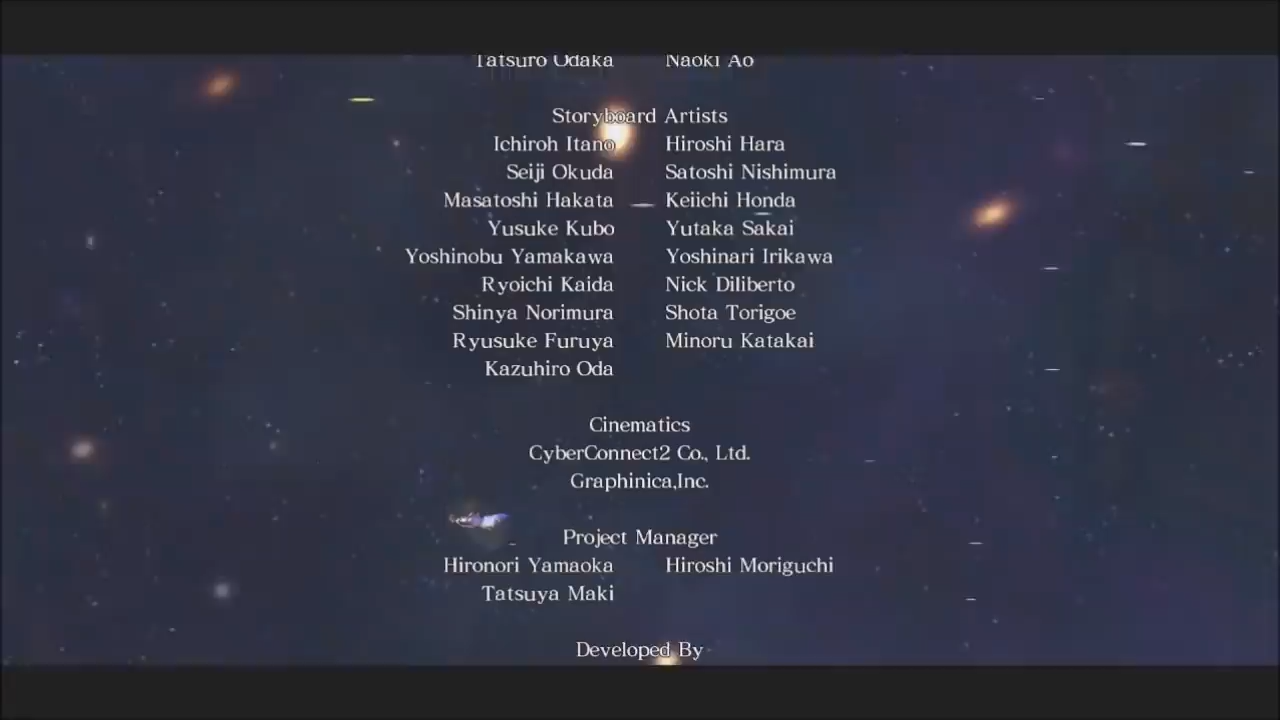 Tatsuro Odaka Naoki Ao
Storyboard Artists
Ichiroh Itano Hiroshi Hara
Seiji Okuda Satoshi Nishimura
Masatoshi Hakata Keiichi Honda
Yusuke Kubo Yutaka Sakai
Yoshinobu Yamakawa Yoshinari Irikawa
Ryoichi Kaida Nick Diliberto
Shinya Norimura Shota Torigoe
Ryusuke Furuya Minoru Katakai
Kazuhiro Oda
Cinematics
CyberConnect2 Co., Ltd.
Graphinica,Inc.
Project Manager
Hironori Yamaoka Hiroshi Moriguchi
Tatsuya Maki
Developed By